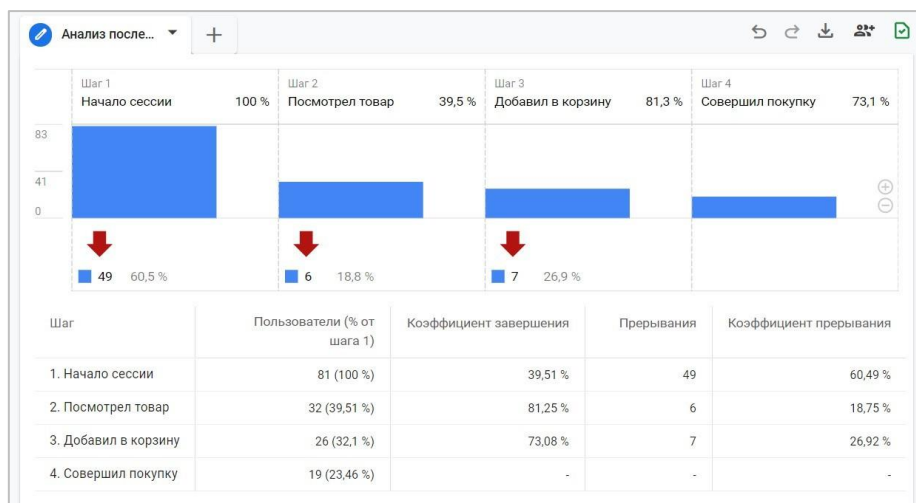 Анализ после...
Шаг 1 Шаг 2 Шаг 3 Шаг 4
Начало сессии 100 % Посмотрел товар 39,5 % Добавил в корзину 81,3 % Совершил покупку 73,1 %
83
41
0
49 60,5 % 6 18,8 % 7 26,9 %
Шаг Пользователи (% от шага 1) Коэффициент завершения Прерывания Коэффициент прерывания
1. Начало сессии 81 (100 %) 39,51 % 49 60,49 %
2. Посмотрел товар 32 (39,51 %) 81,25 % 6 18,75 %
3. Добавил в корзину 26 (32,1 %) 73,08 % 7 26,92 %
4. Совершил покупку 19 (23,46 %) - - -